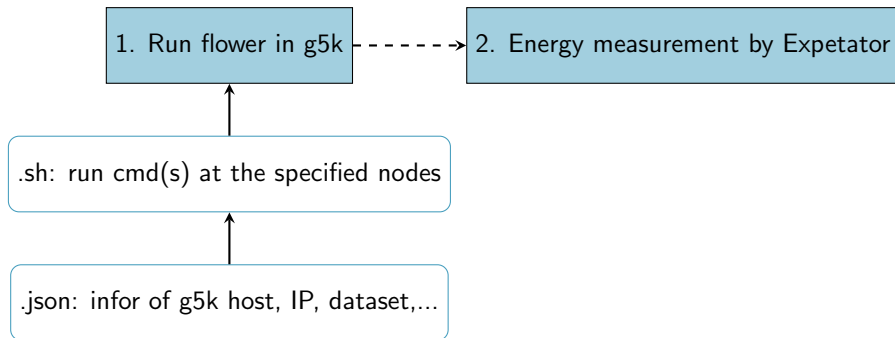 1. Run flower in g5k
2. Energy measurement by Expetator
.sh: run cmd(s) at the specified nodes
.json: infor of g5k host, IP, dataset,...